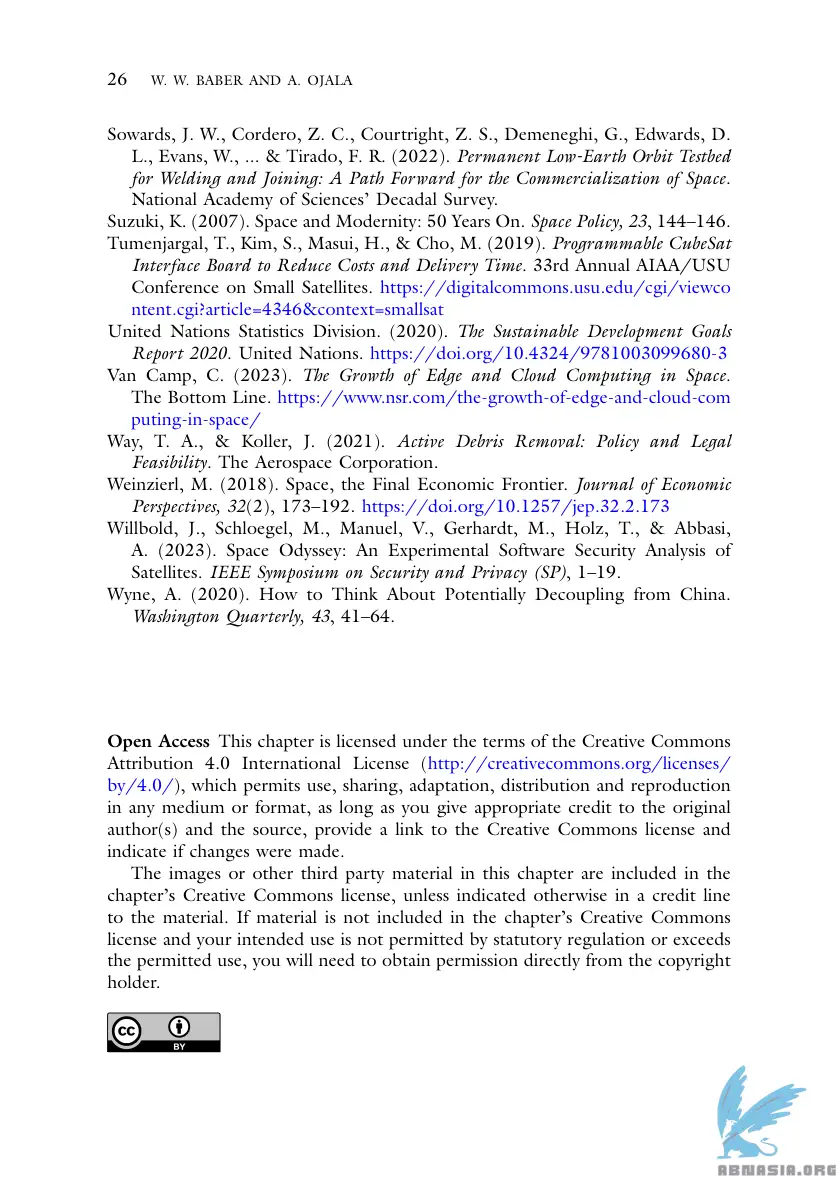 26 W. W. BABER AND A. OJALA
Sowards, J. W., Cordero, Z. C., Courtright, Z. S., Demeneghi, G., Edwards, D.
L., Evans, W., ... & Tirado, F. R. (2022). Permanent Low-Earth Orbit Testbed
for Welding and Joining: A Path Forward for the Commercialization of Space.
National Academy of Sciences’ Decadal Survey.
Suzuki, K. (2007). Space and Modernity: 50 Years On. Space Policy, 23, 144–146.
Tumenjargal, T., Kim, S., Masui, H., & Cho, M. (2019). Programmable CubeSat
Interface Board to Reduce Costs and Delivery Time. 33rd Annual AIAA/USU
Conference on Small Satellites. https://digitalcommons.usu.edu/cgi/viewco
ntent.cgi?article=4346&context=smallsat
United Nations Statistics Division. (2020). The Sustainable Development Goals
Report 2020. United Nations. https://doi.org/10.4324/9781003099680-3
Van Camp, C. (2023). The Growth of Edge and Cloud Computing in Space.
The Bottom Line. https://www.nsr.com/the-growth-of-edge-and-cloud-com
puting-in-space/
Way, T. A., & Koller, J. (2021). Active Debris Removal: Policy and Legal
Feasibility. The Aerospace Corporation.
Weinzierl, M. (2018). Space, the Final Economic Frontier. Journal of Economic
Perspectives, 32(2), 173–192. https://doi.org/10.1257/jep.32.2.173
Willbold, J., Schloegel, M., Manuel, V., Gerhardt, M., Holz, T., & Abbasi,
A. (2023). Space Odyssey: An Experimental Software Security Analysis of
Satellites. IEEE Symposium on Security and Privacy (SP), 1–19.
Wyne, A. (2020). How to Think About Potentially Decoupling from China.
Washington Quarterly, 43, 41–64.
Open Access This chapter is licensed under the terms of the Creative Commons
Attribution 4.0 International License (http://creativecommons.org/licenses/
by/4.0/), which permits use, sharing, adaptation, distribution and reproduction
in any medium or format, as long as you give appropriate credit to the original
author(s) and the source, provide a link to the Creative Commons license and
indicate if changes were made.
The images or other third party material in this chapter are included in the
chapter’s Creative Commons license, unless indicated otherwise in a credit line
to the material. If material is not included in the chapter’s Creative Commons
license and your intended use is not permitted by statutory regulation or exceeds
the permitted use, you will need to obtain permission directly from the copyright
holder.
cc
BY
ABNASIA.ORG